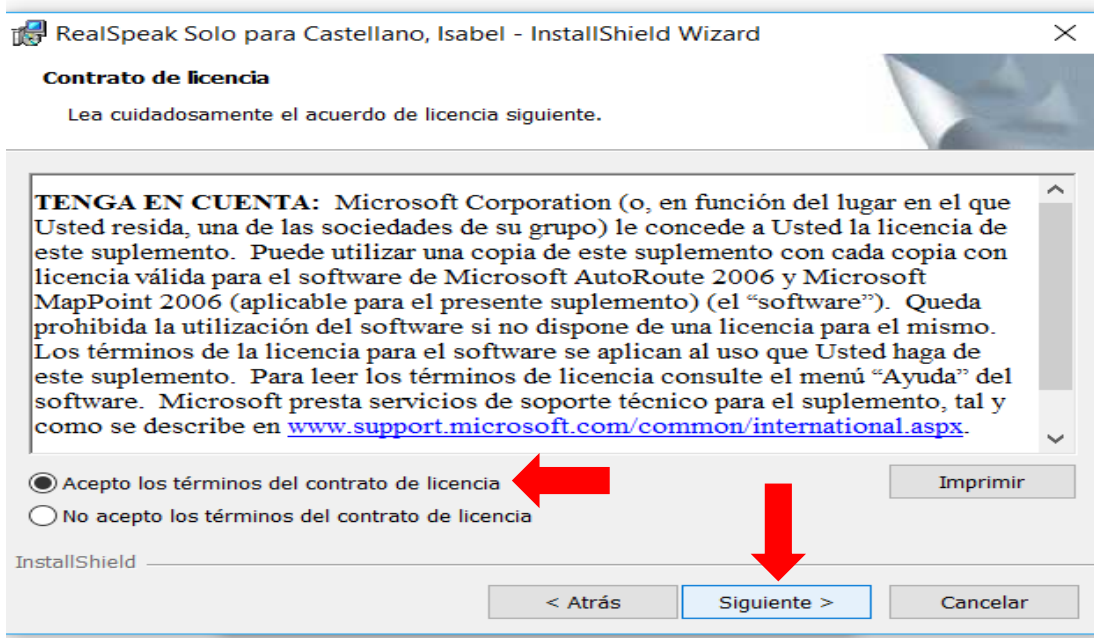 RealSpeak Solo para Castellano, Isabel - InstallShield Wizard
Contrato de licencia
Lea cuidadosamente el acuerdo de licencia siguiente.
TENGA EN CUENTA: Microsoft Corporation (o, en función del lugar en el que
Usted resida, una de las sociedades de su grupo) le concede a Usted la licencia de
este suplemento. Puede utilizar una copia de este suplemento con cada copia con
licencia válida para el software de Microsoft AutoRoute 2006 y Microsoft
MapPoint 2006 (aplicable para el presente suplemento) (el “software”). Queda
prohibida la utilización del software si no dispone de una licencia para el mismo.
Los términos de la licencia para el software se aplican al uso que Usted haga de
este suplemento. Para leer los términos de licencia consulte el menú “Ayuda” del
software. Microsoft presta servicios de soporte técnico para el suplemento, tal y
como se describe en www.support.microsoft.com/common/international.aspx.
Acepto los términos del contrato de licencia
Imprimir
No acepto los términos del contrato de licencia
InstallShield
< Atrás
Siguiente >
Cancelar